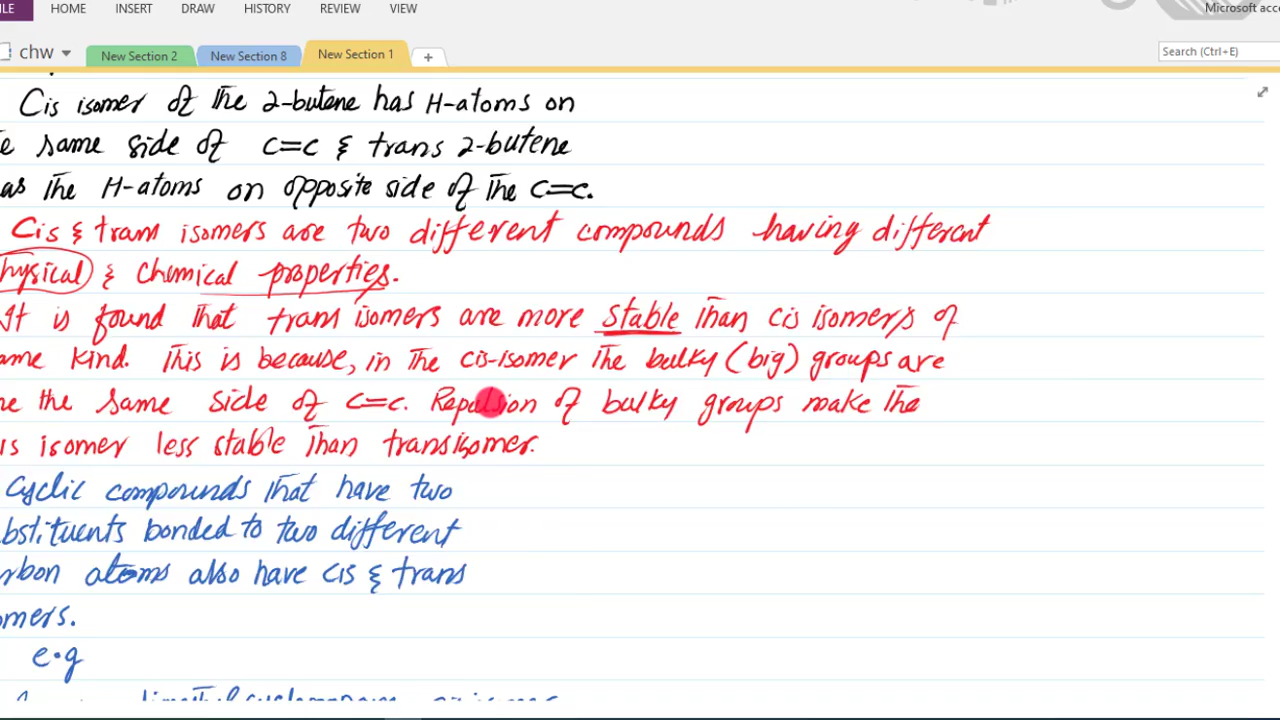 LE HOME INSERT DRAW HISTORY REVIEW VIEW Microsoft acc
chw New Section 2 New Section 8 New Section 1 + Search (Ctrl+E)
Cis isomer of the 2-butene has H-atoms on
e same side of C=C & trans 2-butene
as the H-atoms on opposite side of the C=C.
Cis & trans isomers are two different compounds having different
hysical & Chemical properties.
It is found that trans isomers are more stable than cis isomers of
ame kind. This is because, in the cis-isomer the bulky (big) groups are
ne the same side of C=C. Repulsion of bulky groups make the
is isomer less stable than transisomer.
Cyclic compounds that have two
bstituents bonded to two different
rbon atoms also have cis & trans
omers.
e.g